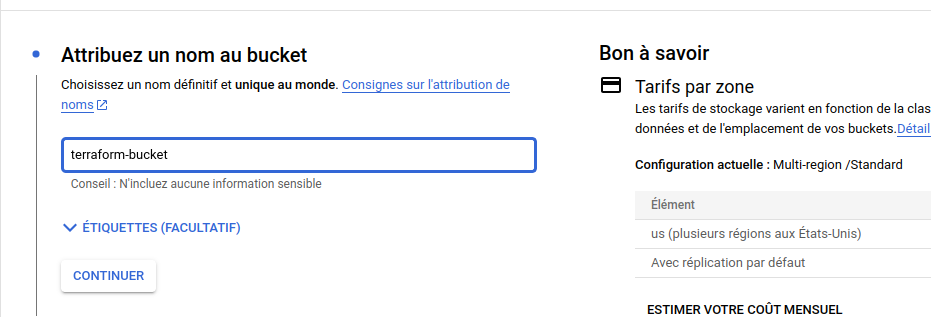 Attribuez un nom au bucket
Choisissez un nom définitif et unique au monde. Consignes sur l'attribution de
noms
terraform-bucket
Conseil : N'incluez aucune information sensible
ÉTIQUETTES (FACULTATIF)
CONTINUER
Bon à savoir
Tarifs par zone
Les tarifs de stockage varient en fonction de la clas
données et de l'emplacement de vos buckets.Détail
Configuration actuelle : Multi-region /Standard
Élément
us (plusieurs régions aux États-Unis)
Avec réplication par défaut
ESTIMER VOTRE COÛT MENSUEL